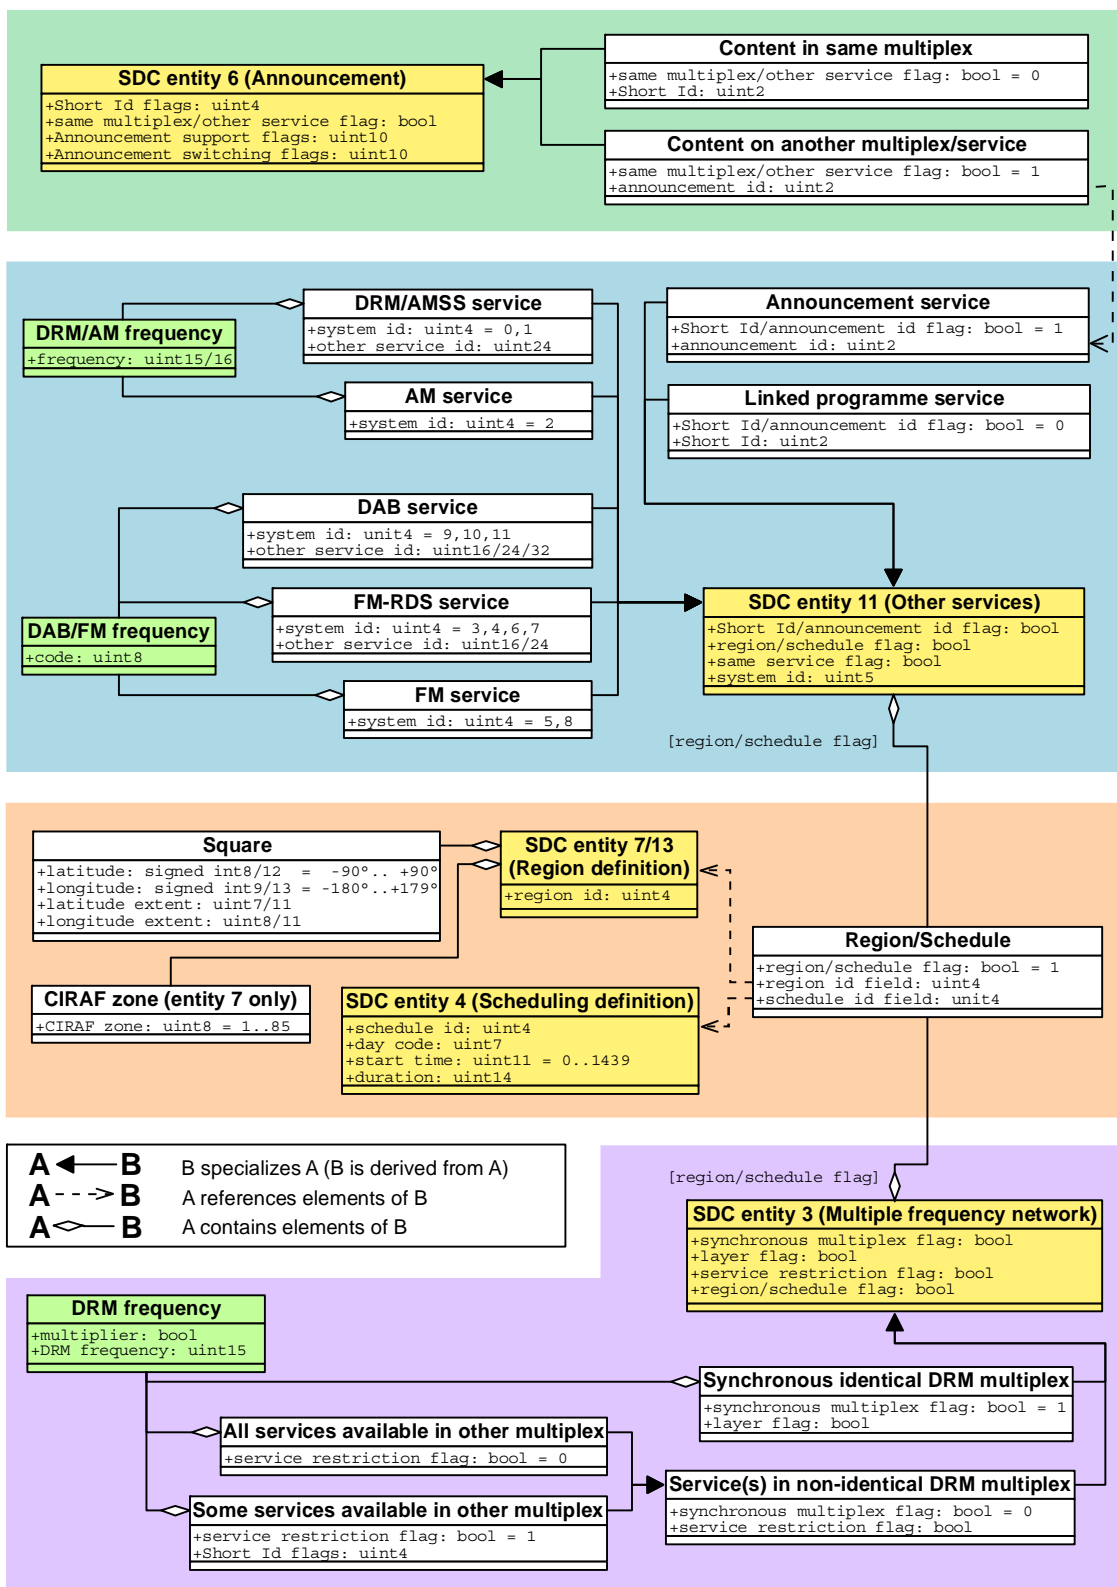 Content in same multiplex
+same multiplex/other service flag: bool = 0
+Short Id: uint2
SDC entity 6 (Announcement)
+Short Id flags: uint4
+same multiplex/other service flag: bool
+Announcement support flags: uint10
+Announcement switching flags: uint10
Content on another multiplex/service
+same multiplex/other service flag: bool = 1
+announcement id: uint2
DRM/AMSS service
+system id: uint4 = 0,1
+other service id: uint24
DRM/AM frequency
+frequency: uint15/16
AM service
+system id: uint4 = 2
Announcement service
+Short Id/announcement id flag: bool = 1
+announcement id: uint2
Linked programme service
+Short Id/announcement id flag: bool = 0
+Short Id: uint2
DAB service
+system id: unit4 = 9,10,11
+other service id: uint16/24/32
FM-RDS service
+system id: uint4 = 3,4,6,7
+other service id: uint16/24
DAB/FM frequency
+code: uint8
FM service
+system id: uint4 = 5,8
SDC entity 11 (Other services)
+Short Id/announcement id flag: bool
+region/schedule flag: bool
+same service flag: bool
+system id: uint5
[region/schedule flag]
Square
+latitude: signed int8/12  =  -90°.. +90°
+longitude: signed int9/13 = -180°..+179°
+latitude extent: uint7/11
+longitude extent: uint8/11
SDC entity 7/13
(Region definition)
+region id: uint4
Region/Schedule
+region/schedule flag: bool = 1
+region id field: uint4
+schedule id field: unit4
CIRAF zone (entity 7 only)
+CIRAF zone: uint8 = 1..85
SDC entity 4 (Scheduling definition)
+schedule id: uint4
+day code: uint7
+start time: uint11 = 0..1439
+duration: uint14
A B B specializes A (B is derived from A)
A B A references elements of B
A B A contains elements of B
[region/schedule flag]
SDC entity 3 (Multiple frequency network)
+synchronous multiplex flag: bool
+layer flag: bool
+service restriction flag: bool
+region/schedule flag: bool
DRM frequency
+multiplier: bool
+DRM frequency: uint15
Synchronous identical DRM multiplex
+synchronous multiplex flag: bool = 1
+layer flag: bool
All services available in other multiplex
+service restriction flag: bool = 0
Service(s) in non-identical DRM multiplex
+synchronous multiplex flag: bool = 0
+service restriction flag: bool
Some services available in other multiplex
+service restriction flag: bool = 1
+Short Id flags: uint4